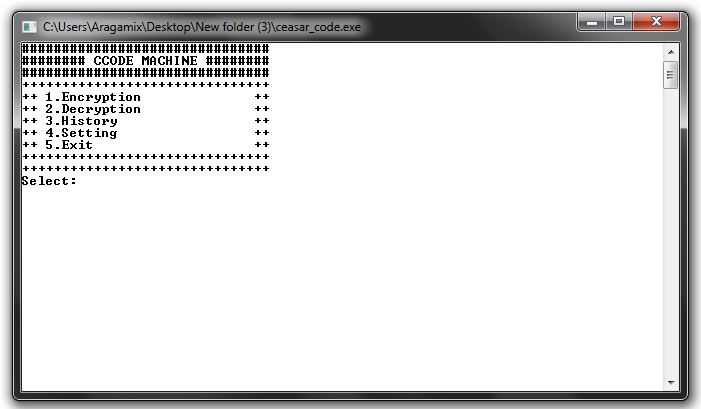 C:\Users\Aragamix\Desktop\New folder (3)\ceasar_code.exe
################################
######## CCODE MACHINE ########
################################
++++++++++++++++++++++++++++++++
++ 1.Encryption ++
++ 2.Decryption ++
++ 3.History ++
++ 4.Setting ++
++ 5.Exit ++
++++++++++++++++++++++++++++++++
++++++++++++++++++++++++++++++++
Select: